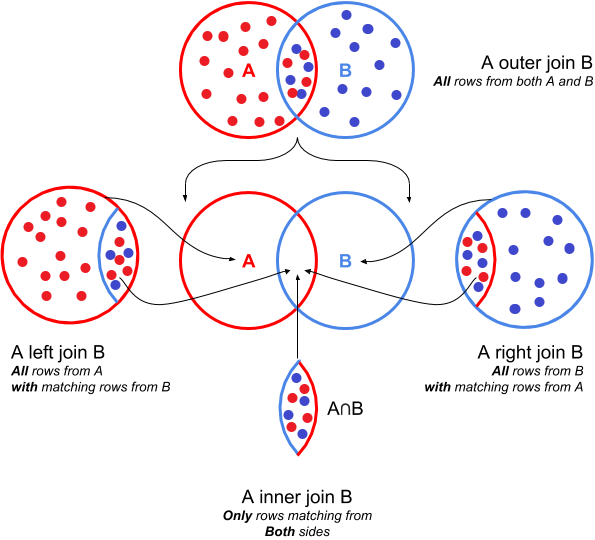 A
B
A outer join B
All rows from both A and B
A
B
A left join B
All rows from A
with matching rows from B
A right join B
All rows from B
with matching rows from A
A∩B
A inner join B
Only rows matching from
Both sides